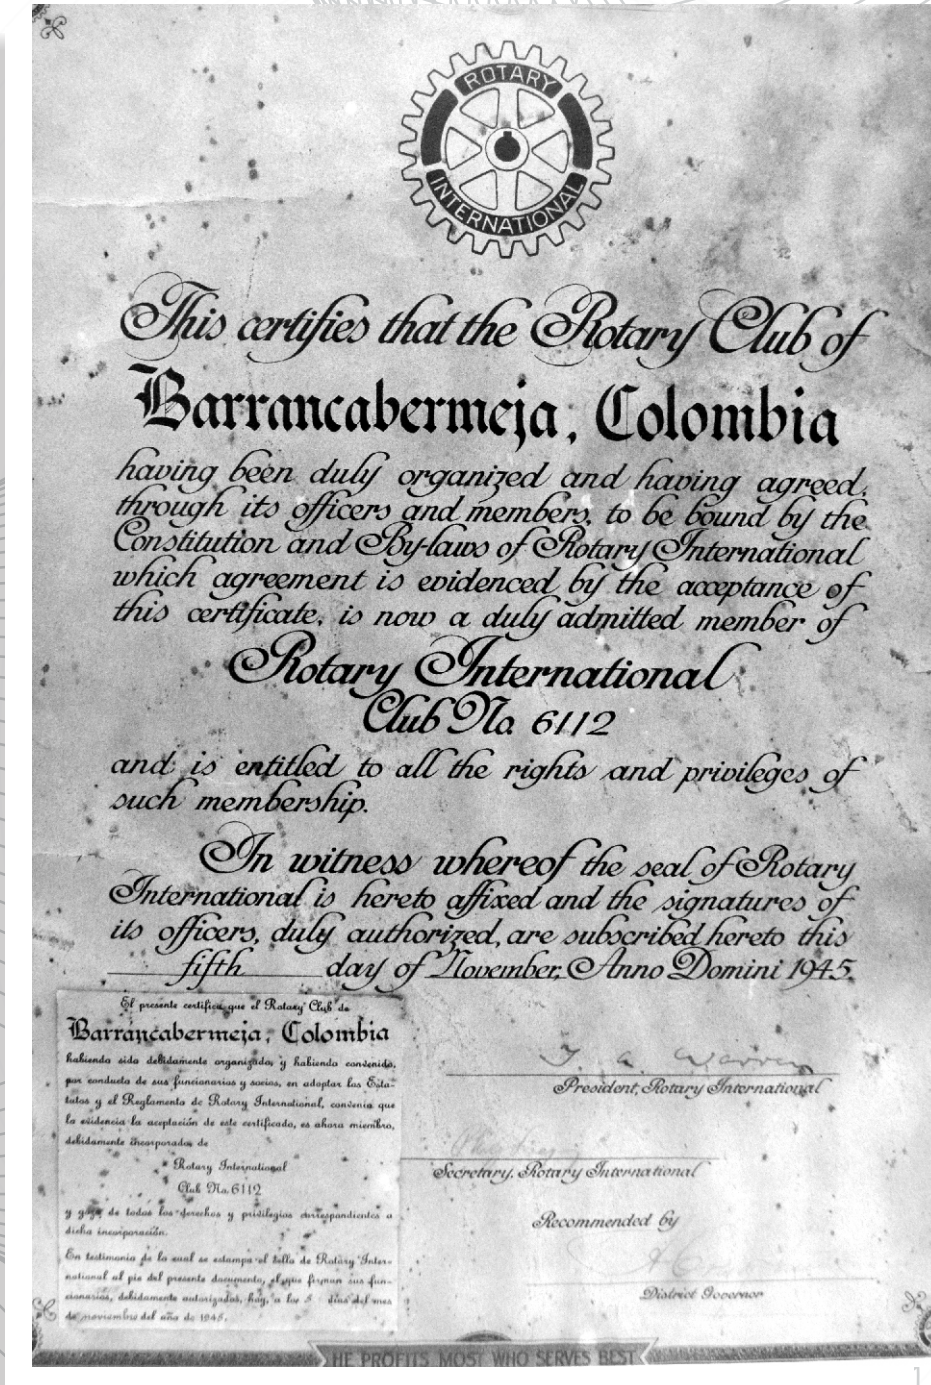 ROTARY
INTERNATIONAL
This certifies that the Rotary Club of
Barrancabermeja, Colombia
having been duly organized and having agreed,
through its officers and members, to be bound by the
Constitution and By-laws of Rotary International
which agreement is evidenced by the acceptance of
this certificate, is now a duly admitted member of
Rotary International
Club No. 6112
and is entitled to all the rights and privileges of
such membership.
In witness whereof the seal of Rotary
International is hereto affixed and the signatures of
its officers, duly authorized, are subscribed hereto this
fifth day of November, Anno Domini 1945.
T. A. Warren
President, Rotary International
Secretary, Rotary International
Recommended by
District Governor
El presente certifica que el Rotary Club de
Barrancabermeja, Colombia
habiendo sido debidamente organizado, y habiendo convenido,
por conducto de sus funcionarios y socios, en adoptar los Esta-
tutos y el Reglamento de Rotary International, convenio que
la evidencia la aceptación de este certificado, es ahora miembro,
debidamente incorporado, de
Rotary International
Club No. 6112
y goza de todos los derechos y privilegios correspondientes a
dicha incorporación.
En testimonio de lo cual se estampa el sello de Rotary Inter-
national al pie del presente documento, el que firman sus fun-
cionarios, debidamente autorizados, hoy, a los 5 días del mes
de noviembre del año de 1945.
HE PROFITS MOST WHO SERVES BEST
1